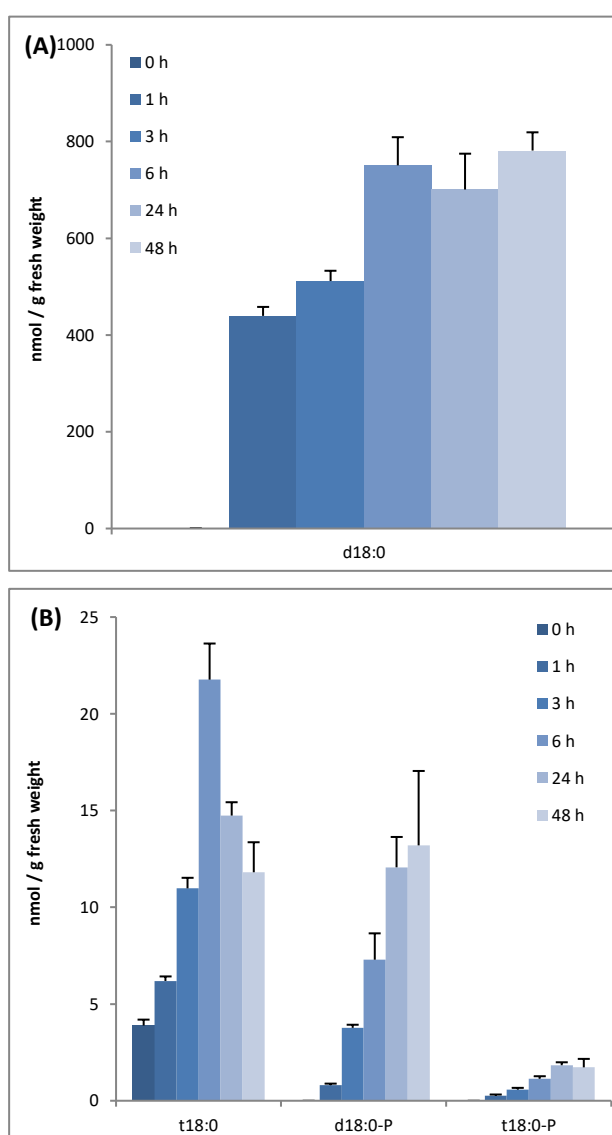 (A)
1000
800
600
400
200
0
nmol / g fresh weight
0 h
1 h
3 h
6 h
24 h
48 h
d18:0
(B)
25
20
15
10
5
0
nmol / g fresh weight
0 h
1 h
3 h
6 h
24 h
48 h
t18:0 d18:0-P t18:0-P